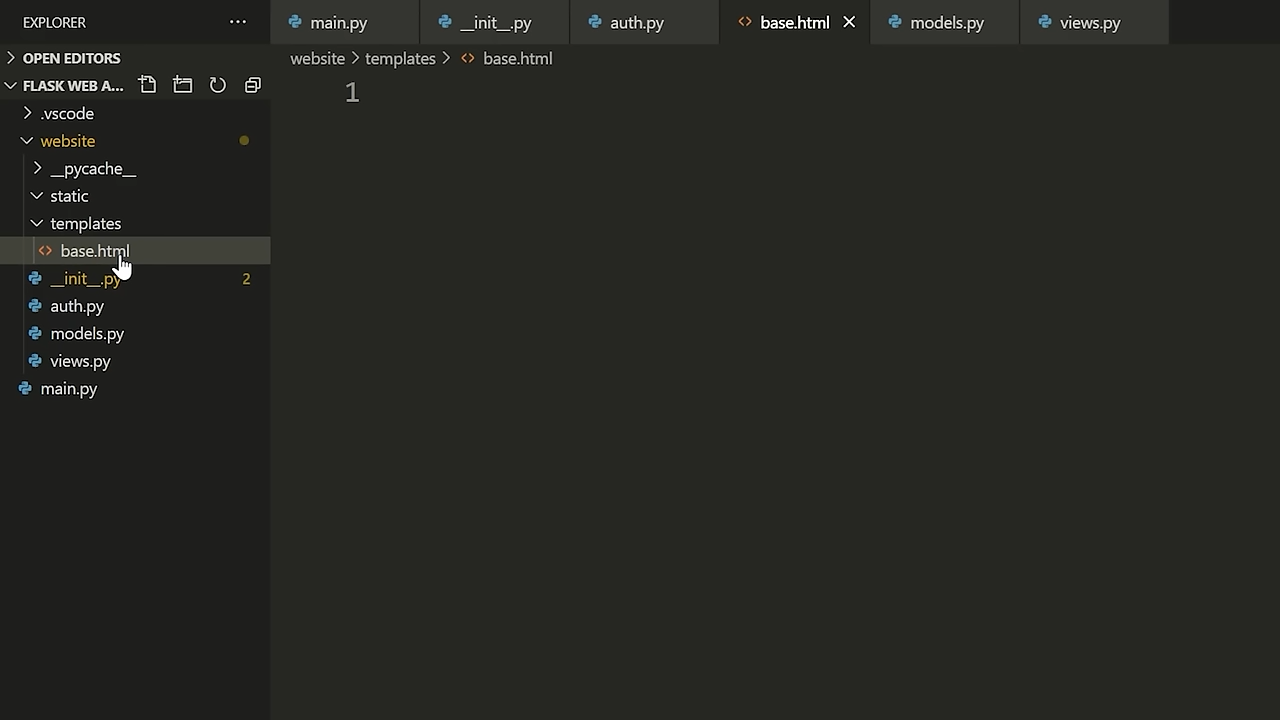 EXPLORER ···
main.py __init__.py auth.py base.html models.py views.py
OPEN EDITORS
website > templates > base.html
FLASK WEB A...
1
.vscode
website
__pycache__
static
templates
base.html
__init__.py 2
auth.py
models.py
views.py
main.py